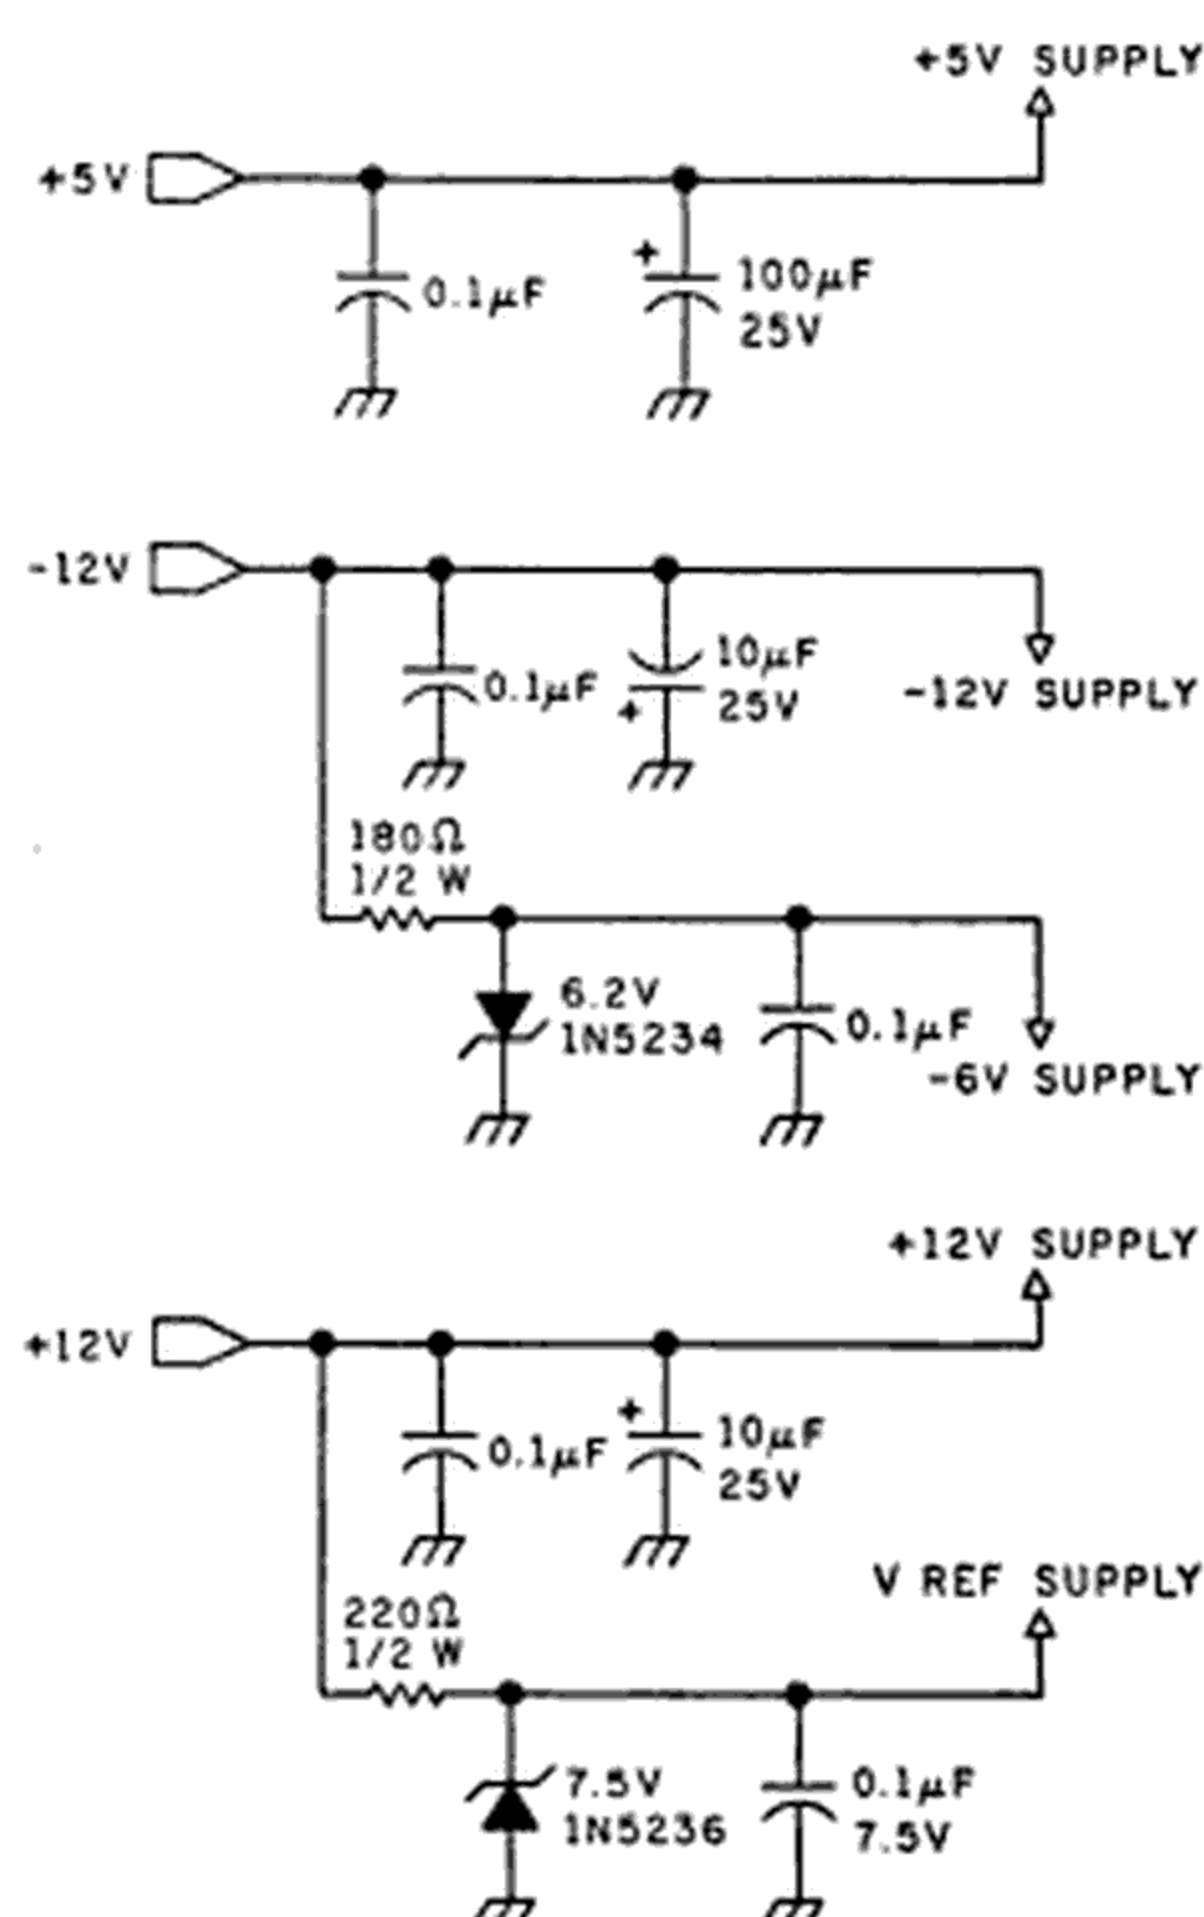 +5V SUPPLY
+5V
+
0.1µF
100µF
25V
-12V
0.1µF
10µF
25V
+
-12V SUPPLY
180Ω
1/2 W
6.2V
1N5234
0.1µF
-6V SUPPLY
+12V SUPPLY
+12V
+
0.1µF
10µF
25V
V REF SUPPLY
220Ω
1/2 W
7.5V
1N5236
0.1µF
7.5V